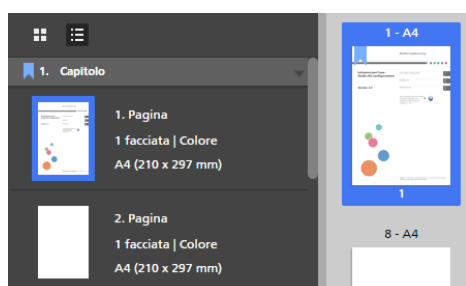 1. Capitolo
1. Pagina
1 facciata | Colore
A4 (210 x 297 mm)
2. Pagina
1 facciata | Colore
A4 (210 x 297 mm)
1 - A4
1
8 - A4